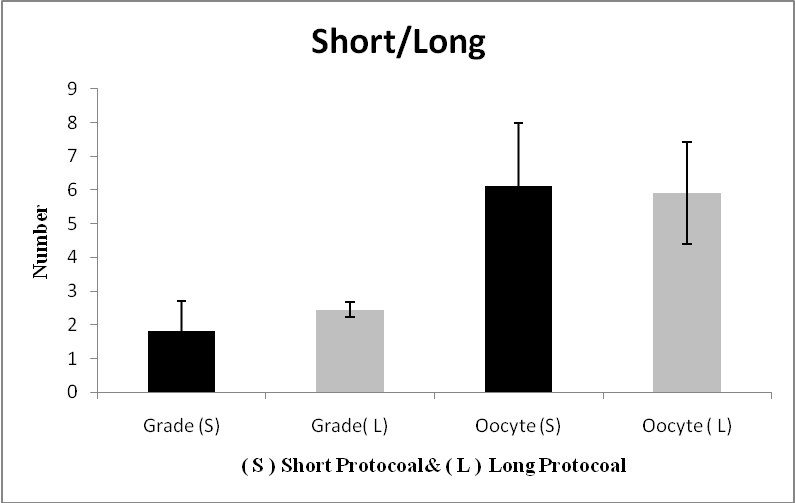 Short/Long
9
8
7
6
5
4
3
2
1
0
Number
Grade (S) Grade( L) Oocyte (S) Oocyte ( L)
( S ) Short Protocoal& ( L ) Long Protocoal